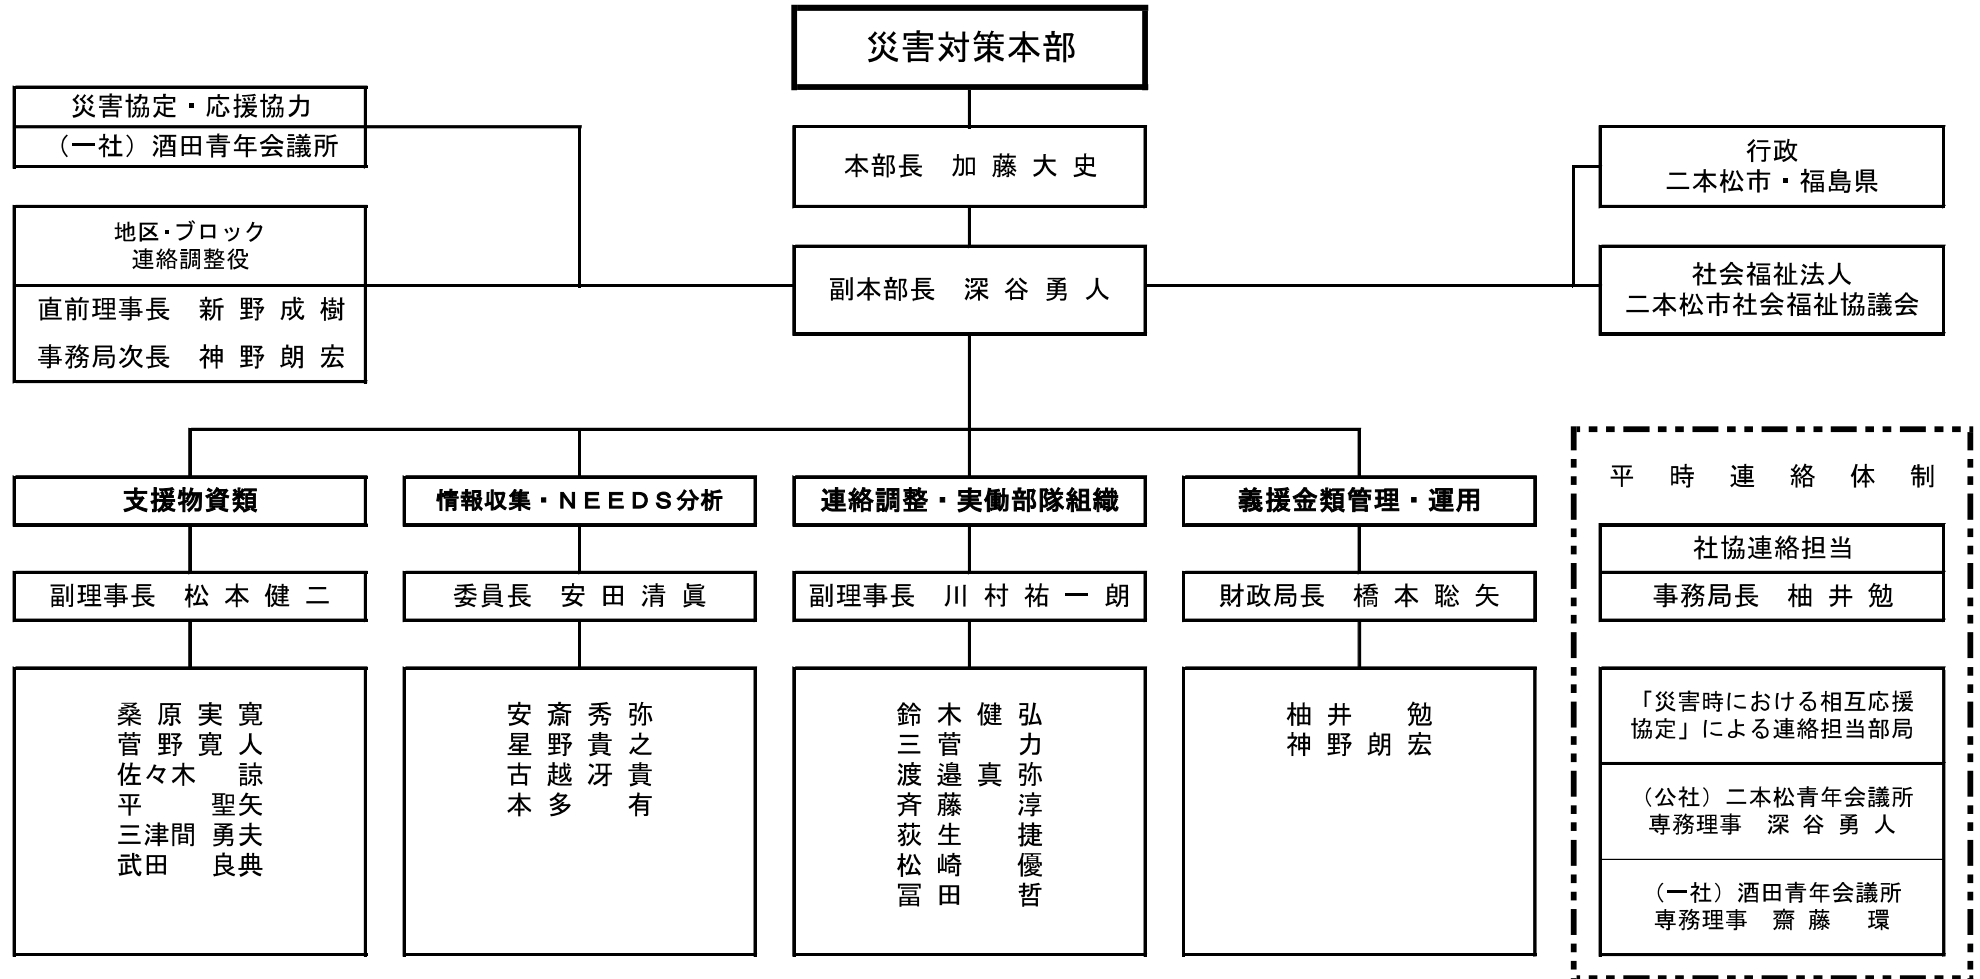 災害対策本部
災害協定・応援協力
（一社）酒田青年会議所
本部長　加藤大史
行政
二本松市・福島県
地区・ブロック
連絡調整役
直前理事長　新野成樹
事務局次長　神野朗宏
副本部長　深谷勇人
社会福祉法人
二本松市社会福祉協議会
支援物資類
副理事長　松本健二
桑原実寛
菅野寛人
佐々木　諒
平　聖矢
三津間勇夫
武田　良典
情報収集・ＮＥＥＤＳ分析
委員長　安田清眞
安斎秀弥
星野貴之
古越冴貴
本多　有
連絡調整・実働部隊組織
副理事長　川村祐一朗
鈴木健弘
三菅　力
渡邉真弥
斉藤　淳
荻生　捷
松崎　優
冨田　哲
義援金類管理・運用
財政局長　橋本聡矢
柚井　勉
神野朗宏
平時連絡体制
社協連絡担当
事務局長　柚井勉
「災害時における相互応援
協定」による連絡担当部局
（公社）二本松青年会議所
専務理事　深谷勇人
（一社）酒田青年会議所
専務理事　齋藤　環